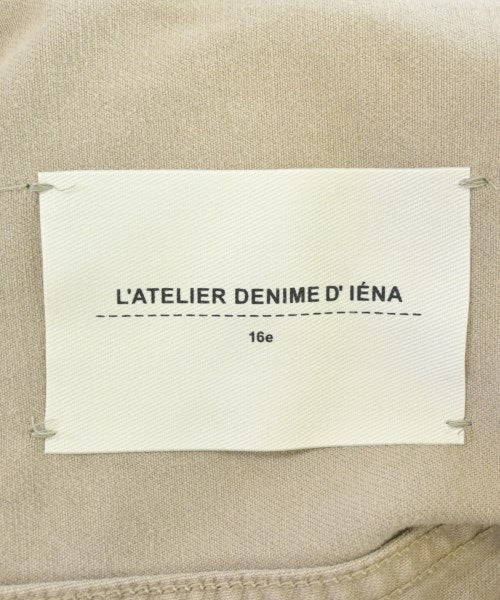 L'ATELIER DENIME D' IÉNA
16e